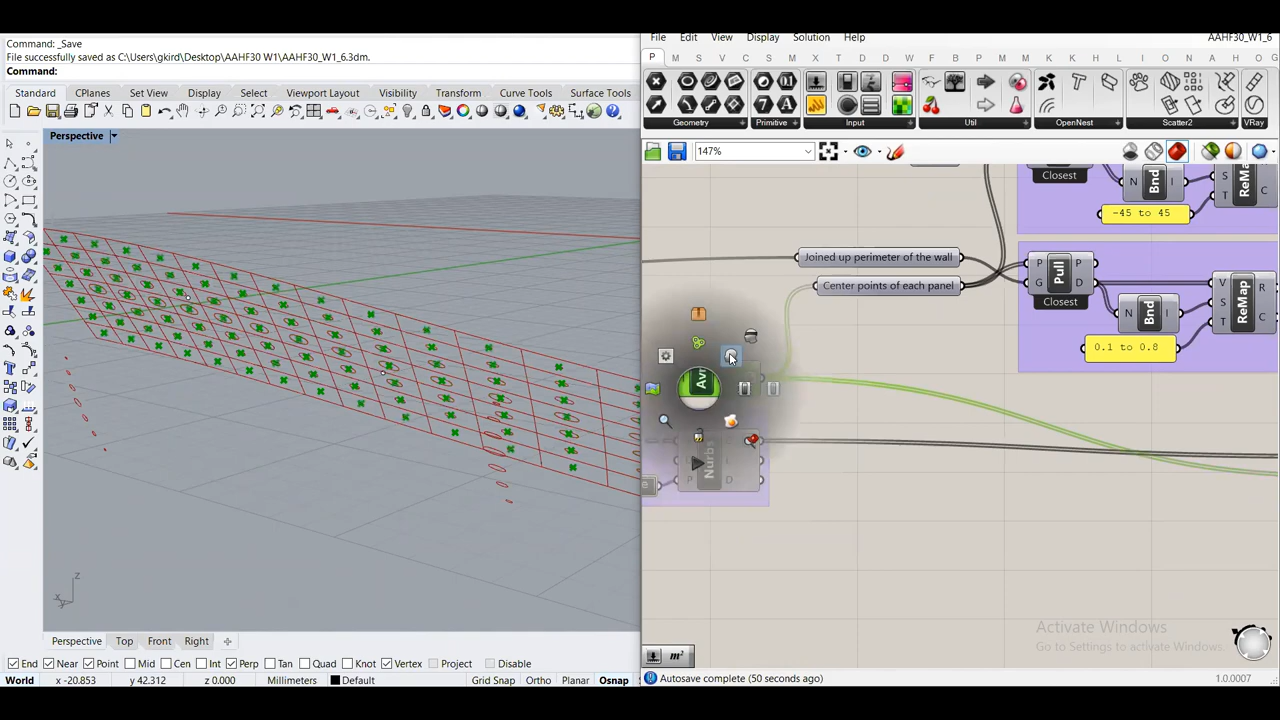 Command: _Save
File successfully saved as C:\Users\gkird\Desktop\AAHF30 W1\AAHF30_W1_6.3dm.
Command:
Standard CPlanes Set View Display Select Viewport Layout Visibility Transform Curve Tools Surface Tools
Perspective
z
x
y
Perspective Top Front Right
End Near Point Mid Cen Int Perp Tan Quad Knot Vertex Project Disable
World x -20.853 y 42.312 z 0.000 Millimeters Default Grid Snap Ortho Planar Osnap
File Edit View Display Solution Help AAHF30_W1_6
P M S V C S M I T D X T W F B L M K H E L A H A O G
Geometry Primitive Input Util OpenNest Scatter2 VRay
147%
Closest
N Bnd I
S
T
ReMap
-45 to 45
Joined up perimeter of the wall
Center points of each panel
P Pull P
G D
Closest
N Bnd I
V
S
T
ReMap
R
C
0.1 to 0.8
Nurbs
P D
m²
Activate Windows
Go to Settings to activate Windows.
Autosave complete (50 seconds ago)
1.0.0007